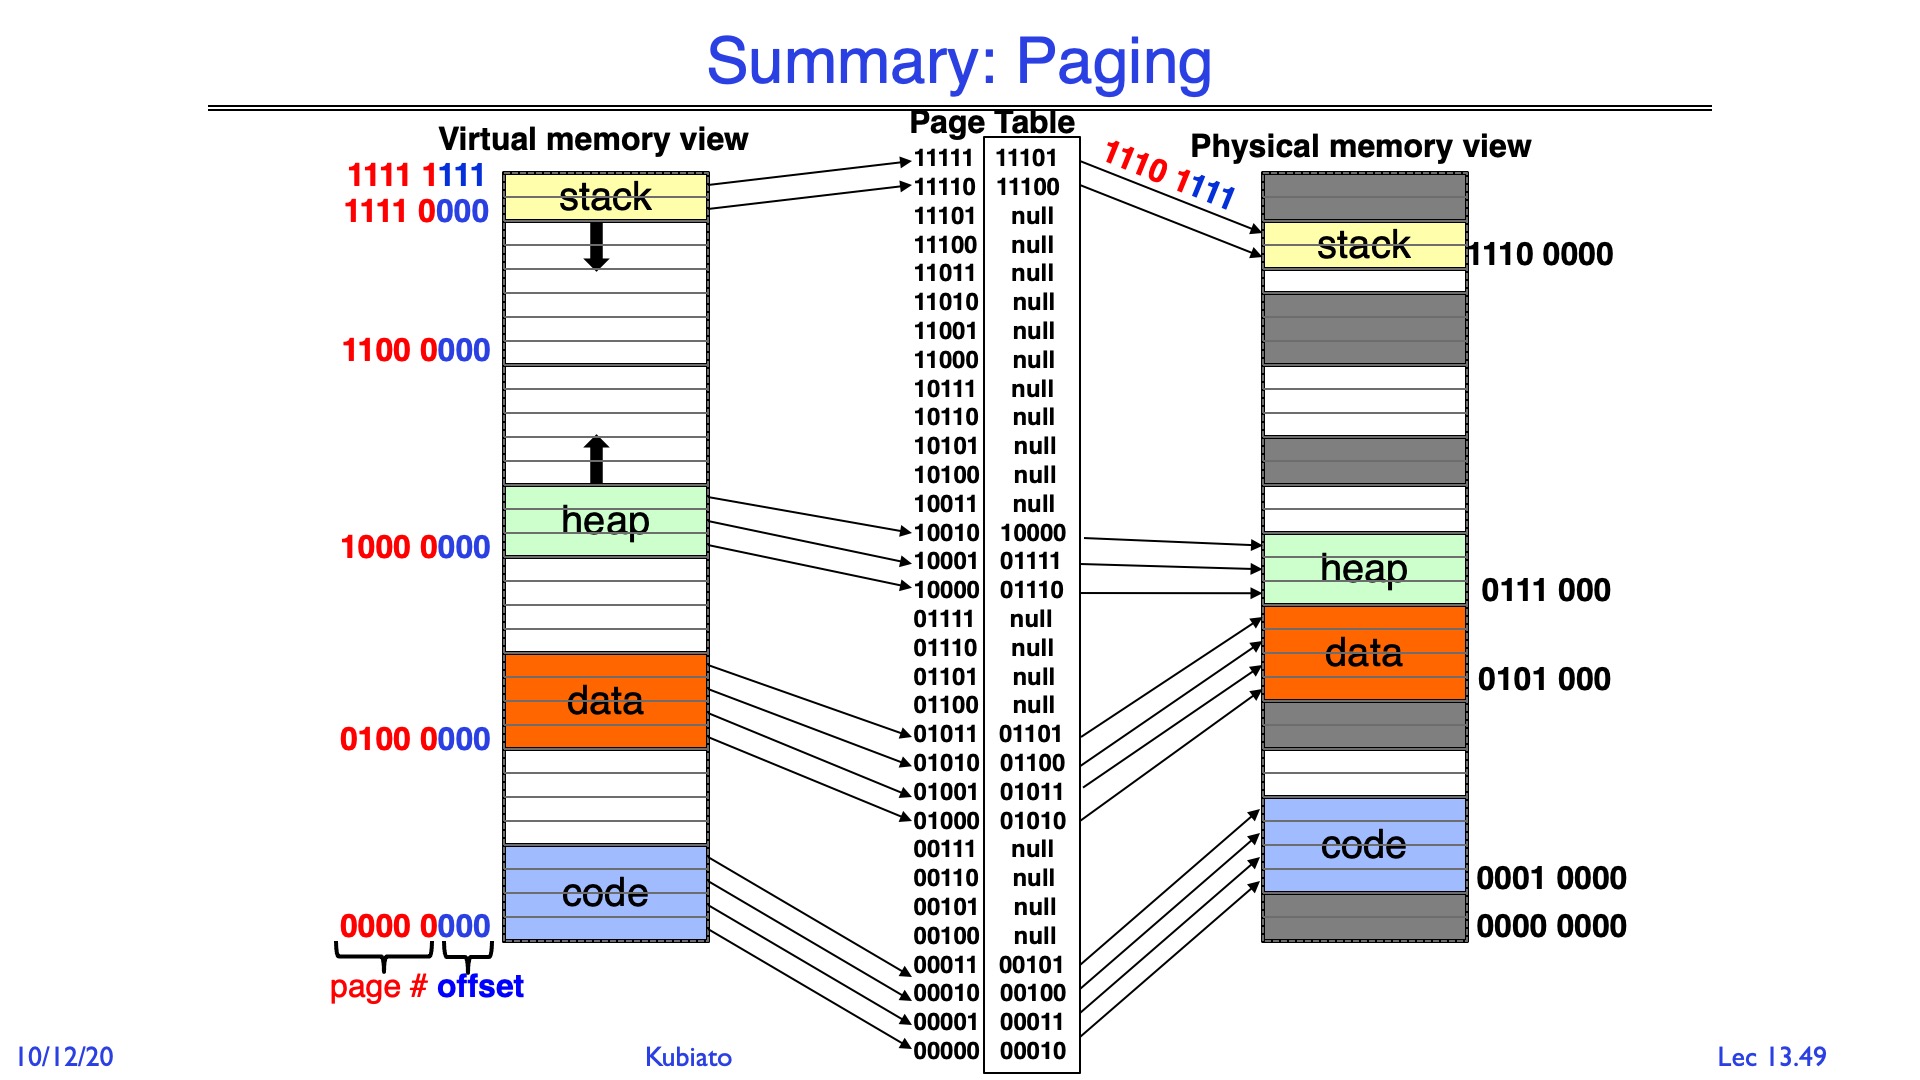 Summary: Paging
Virtual memory view
1111 1111
1111 0000
1100 0000
1000 0000
0100 0000
0000 0000
page # offset
stack
heap
data
code
Page Table
11111 11101
11110 11100
11101 null
11100 null
11011 null
11010 null
11001 null
11000 null
10111 null
10110 null
10101 null
10100 null
10011 null
10010 10000
10001 01111
10000 01110
01111 null
01110 null
01101 null
01100 null
01011 01101
01010 01100
01001 01011
01000 01010
00111 null
00110 null
00101 null
00100 null
00011 00101
00010 00100
00001 00011
00000 00010
1110 1111
Physical memory view
stack
heap
data
code
1110 0000
0111 000
0101 000
0001 0000
0000 0000
10/12/20
Kubiato
Lec 13.49